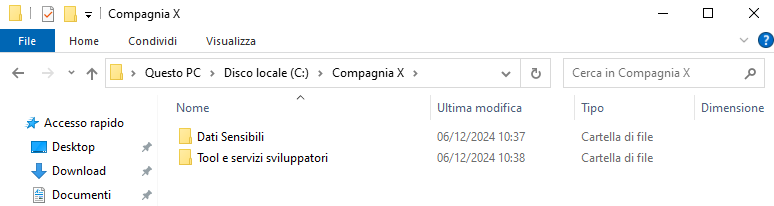 Compagnia X
File Home Condividi Visualizza
Questo PC Disco locale (C:) Compagnia X Cerca in Compagnia X
Nome Ultima modifica Tipo Dimensione
Accesso rapido
Desktop
Download
Documenti
Dati Sensibili 06/12/2024 10:37 Cartella di file
Tool e servizi sviluppatori 06/12/2024 10:38 Cartella di file